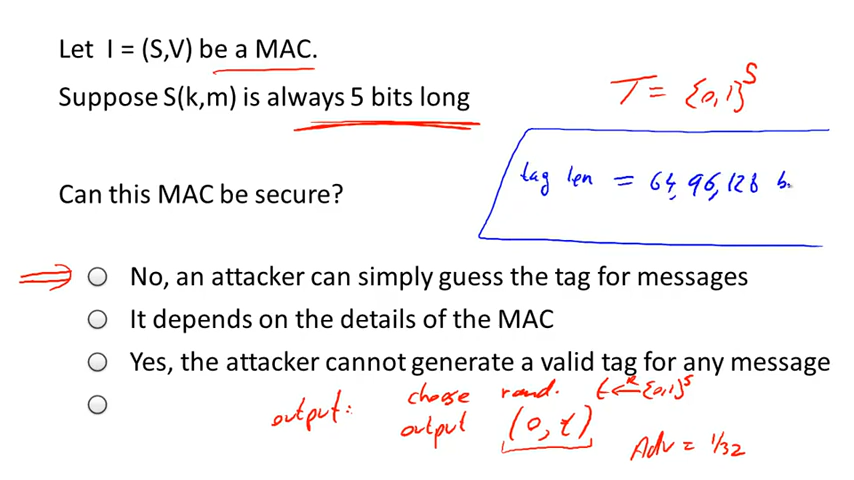 Let I = (S,V) be a MAC.
Suppose S(k,m) is always 5 bits long
T = {0,1}⁵
tag len = 64, 96, 128 b
Can this MAC be secure?
No, an attacker can simply guess the tag for messages
It depends on the details of the MAC
Yes, the attacker cannot generate a valid tag for any message
output: choose rand. t ←ᴿ {0,1}⁵
output (0, t)
Adv = 1/32